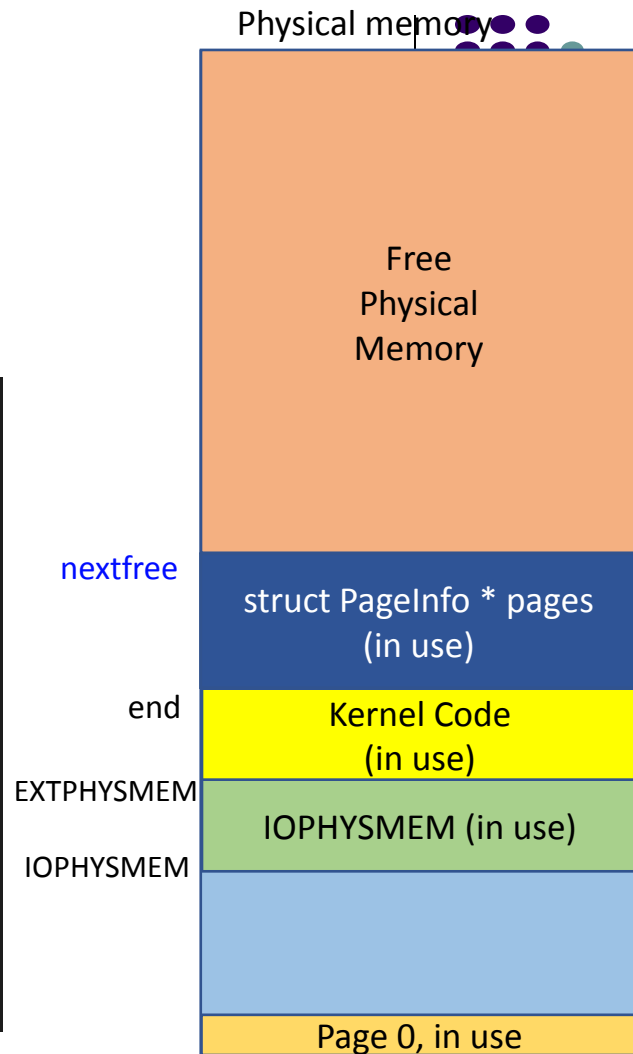 Physical memory
Free
Physical
Memory
nextfree
struct PageInfo * pages
(in use)
end
Kernel Code
(in use)
EXTPHYSMEM
IOPHYSMEM (in use)
IOPHYSMEM
Page 0, in use